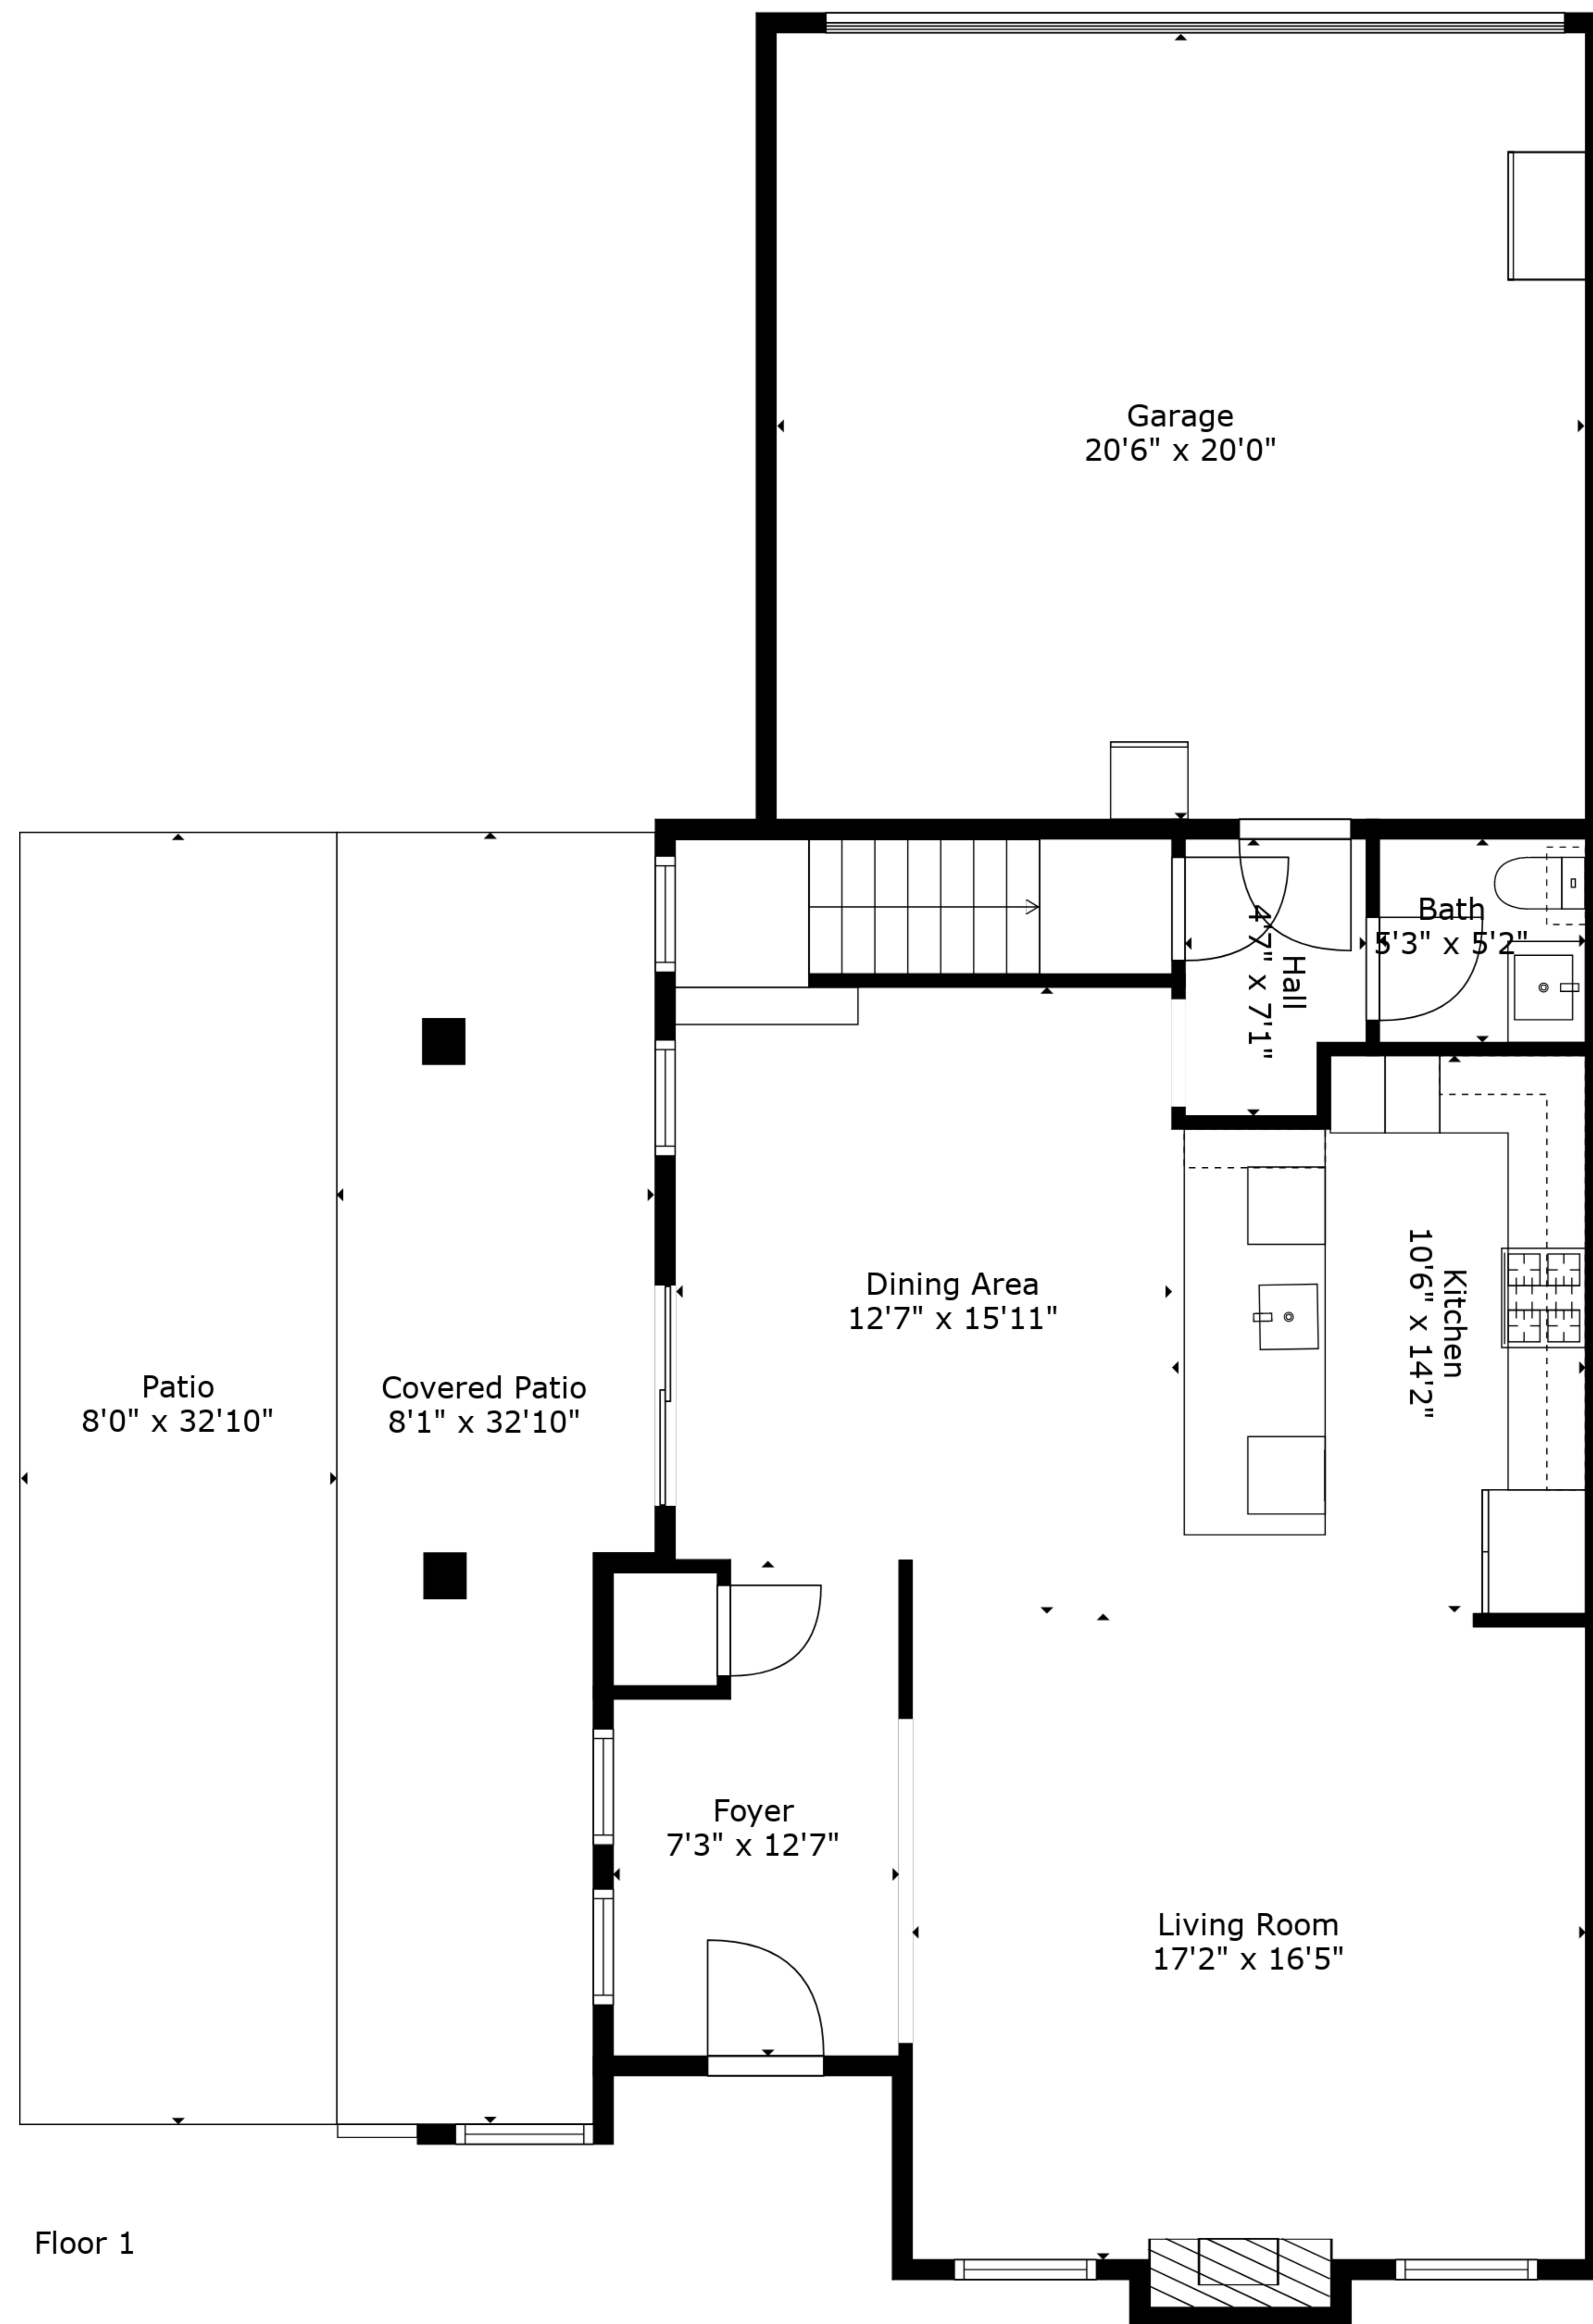 Garage
20'6" x 20'0"
Bath
5'3" x 5'2"
Hall
4'7" x 7'1"
Dining Area
12'7" x 15'11"
Kitchen
10'6" x 14'2"
Patio
8'0" x 32'10"
Covered Patio
8'1" x 32'10"
Foyer
7'3" x 12'7"
Living Room
17'2" x 16'5"
Floor 1